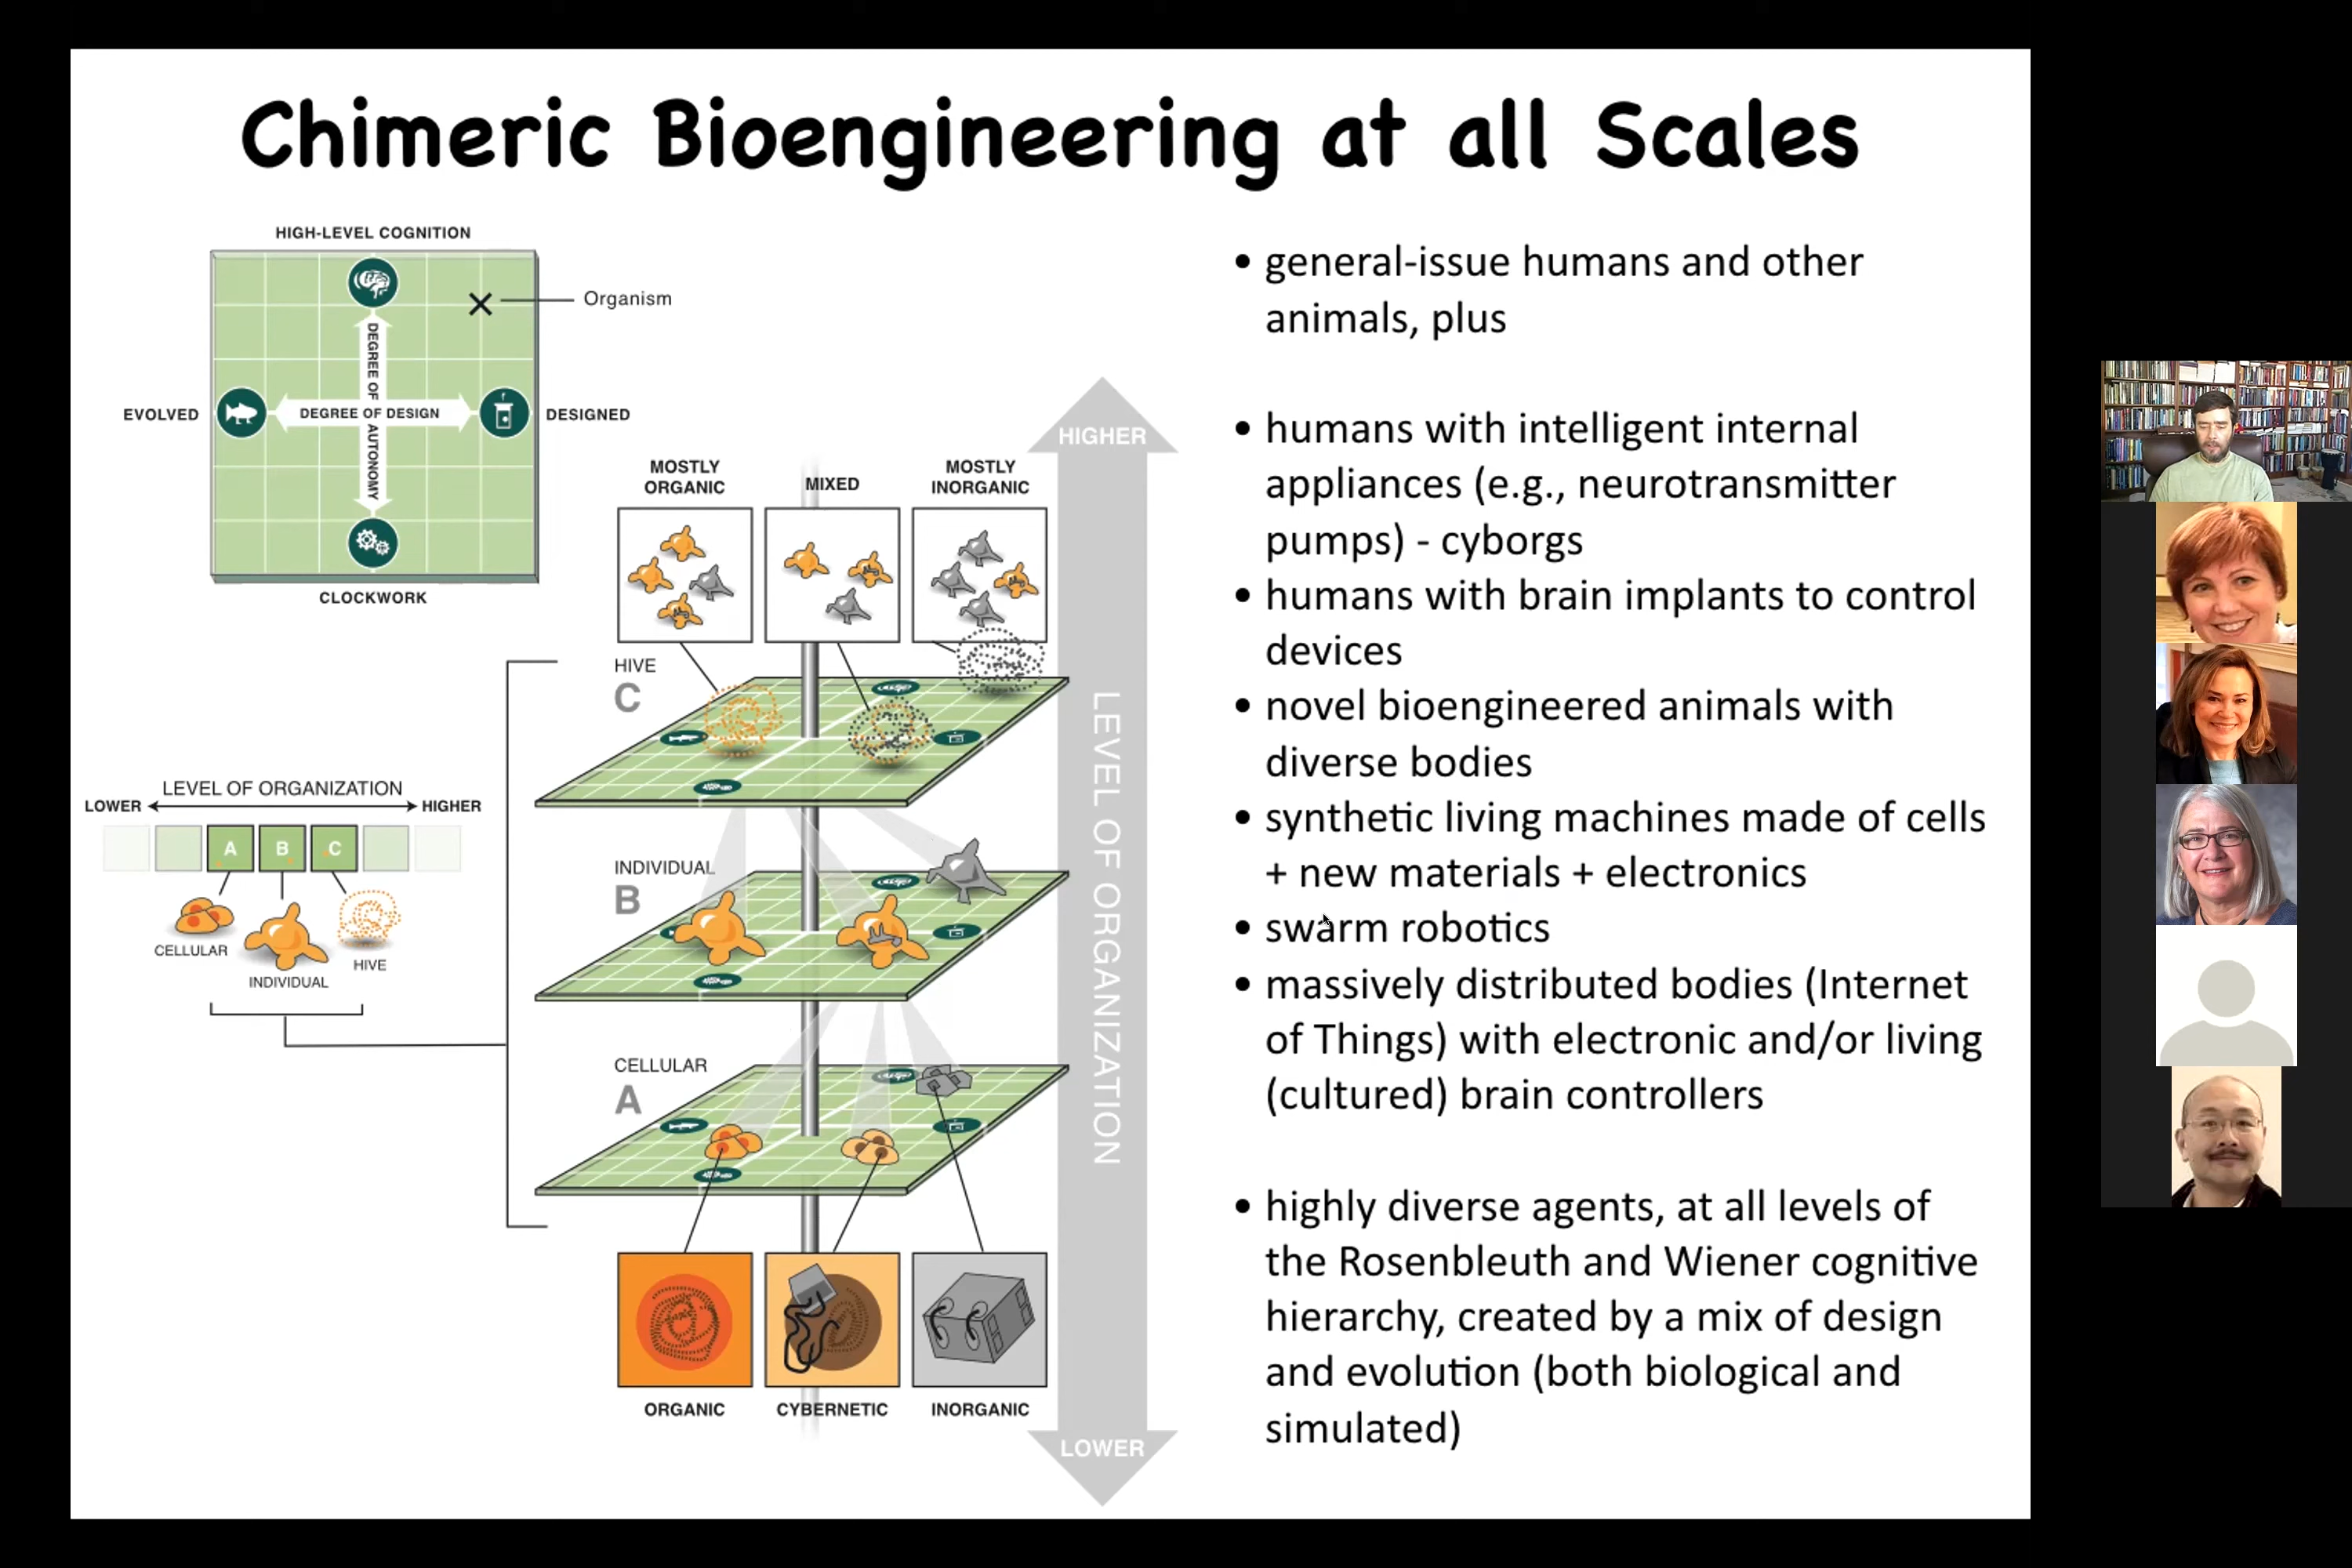 Chimeric Bioengineering at all Scales
HIGH-LEVEL COGNITION
Organism
DEGREE OF AUTONOMY
EVOLVED
DEGREE OF DESIGN
DESIGNED
CLOCKWORK
LEVEL OF ORGANIZATION
LOWER
HIGHER
A
B
C
CELLULAR
INDIVIDUAL
HIVE
MOSTLY
ORGANIC
MIXED
MOSTLY
INORGANIC
HIVE
C
INDIVIDUAL
B
CELLULAR
A
ORGANIC
CYBERNETIC
INORGANIC
HIGHER
LEVEL OF ORGANIZATION
LOWER
• general-issue humans and other
animals, plus
• humans with intelligent internal
appliances (e.g., neurotransmitter
pumps) - cyborgs
• humans with brain implants to control
devices
• novel bioengineered animals with
diverse bodies
• synthetic living machines made of cells
+ new materials + electronics
• swarm robotics
• massively distributed bodies (Internet
of Things) with electronic and/or living
(cultured) brain controllers
• highly diverse agents, at all levels of
the Rosenbleuth and Wiener cognitive
hierarchy, created by a mix of design
and evolution (both biological and
simulated)